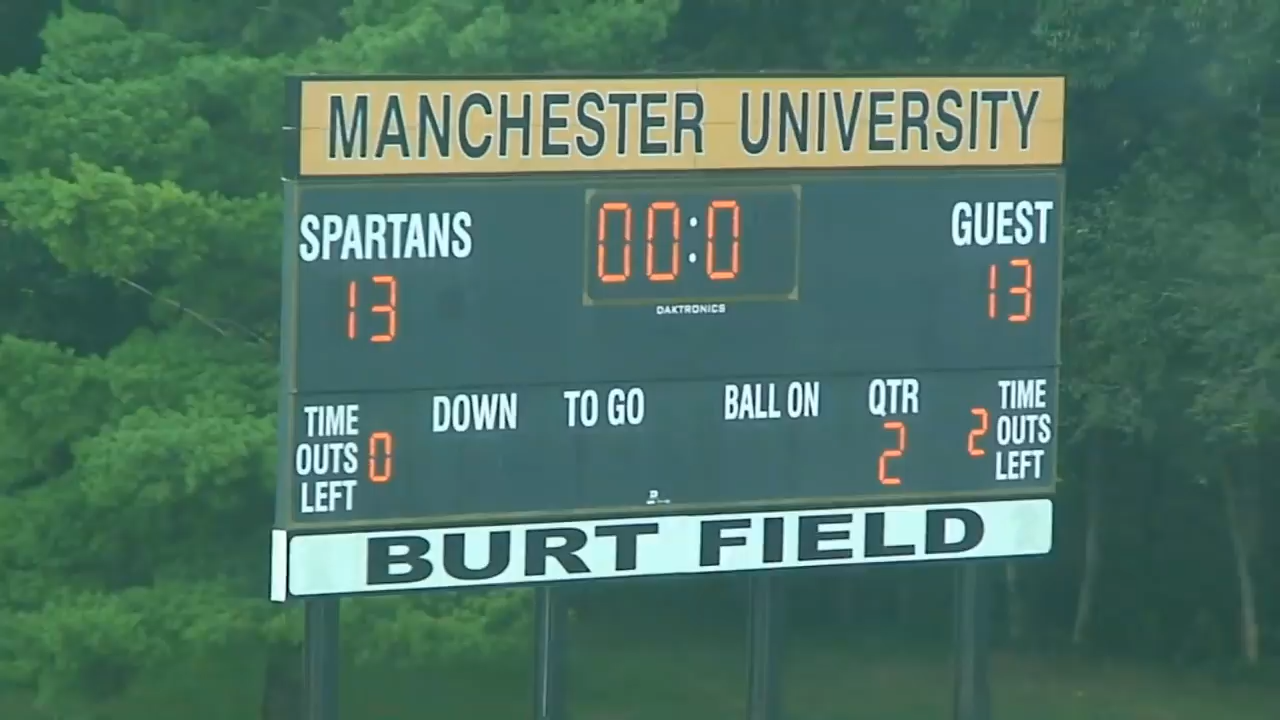 MANCHESTER UNIVERSITY
SPARTANS
00:0
GUEST
13
13
DAKTRONICS
TIME OUTS LEFT
0
DOWN
TO GO
BALL ON
QTR
2
2
TIME OUTS LEFT
BURT FIELD